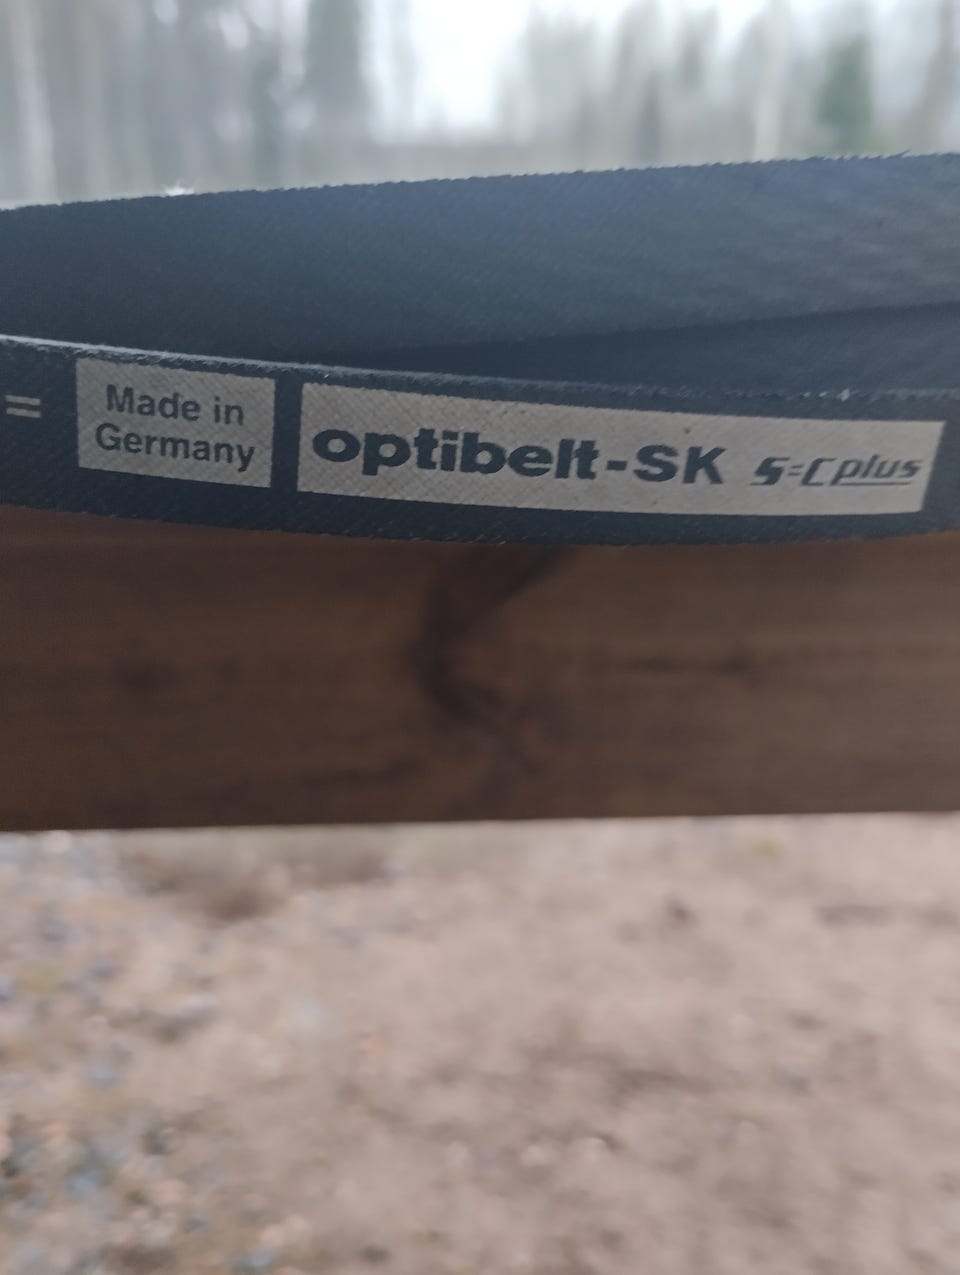 =
Made in
Germany
optibelt-SK S=C plus